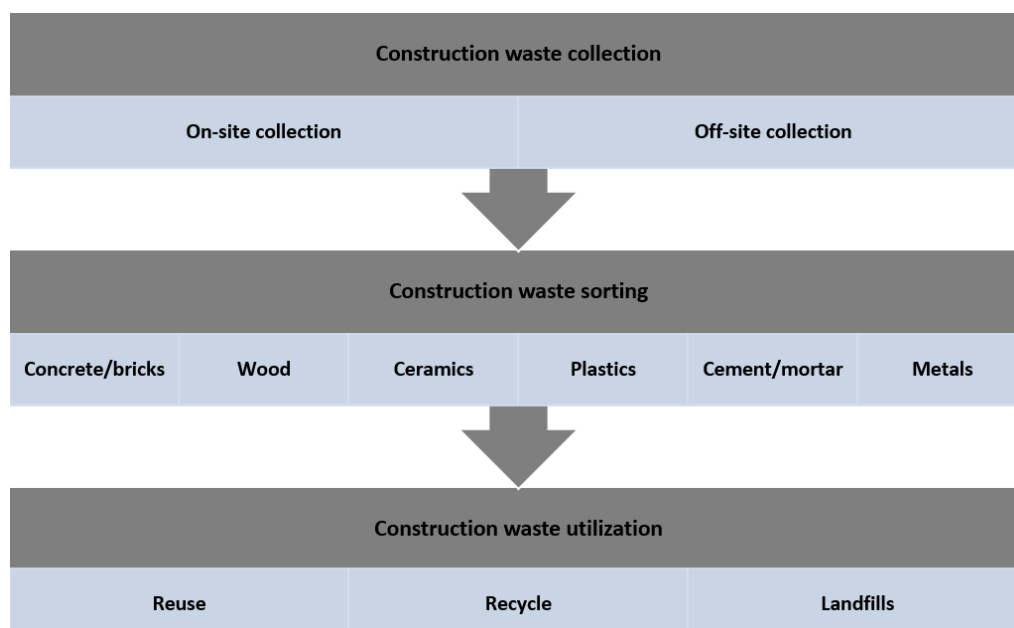 Construction waste collection
On-site collection
Off-site collection
Construction waste sorting
Concrete/bricks
Wood
Ceramics
Plastics
Cement/mortar
Metals
Construction waste utilization
Reuse
Recycle
Landfills